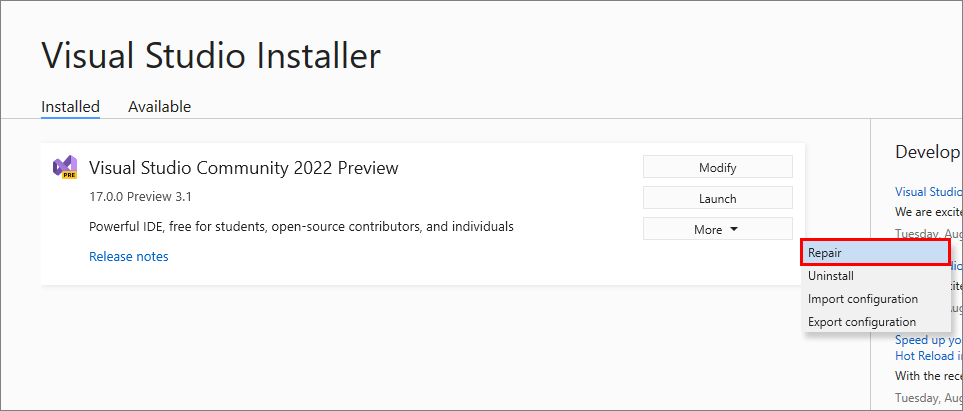 Visual Studio Installer
Installed
Available
PRE
Visual Studio Community 2022 Preview
17.0.0 Preview 3.1
Powerful IDE, free for students, open-source contributors, and individuals
Release notes
Modify
Launch
More
Repair
Uninstall
Import configuration
Export configuration
Develop
Visual Studio
We are excite
Tuesday, Aug
Speed up yo
Hot Reload i
With the rece
Tuesday, Aug